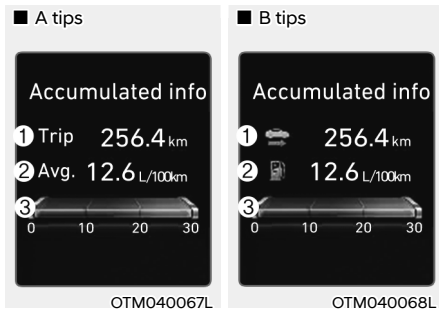 ■ A tips
Accumulated info
① Trip 256.4 km
② Avg. 12.6 L/100km
③
0 10 20 30
OTM040067L
■ B tips
Accumulated info
① 256.4 km
② 12.6 L/100km
③
0 10 20 30
OTM040068L